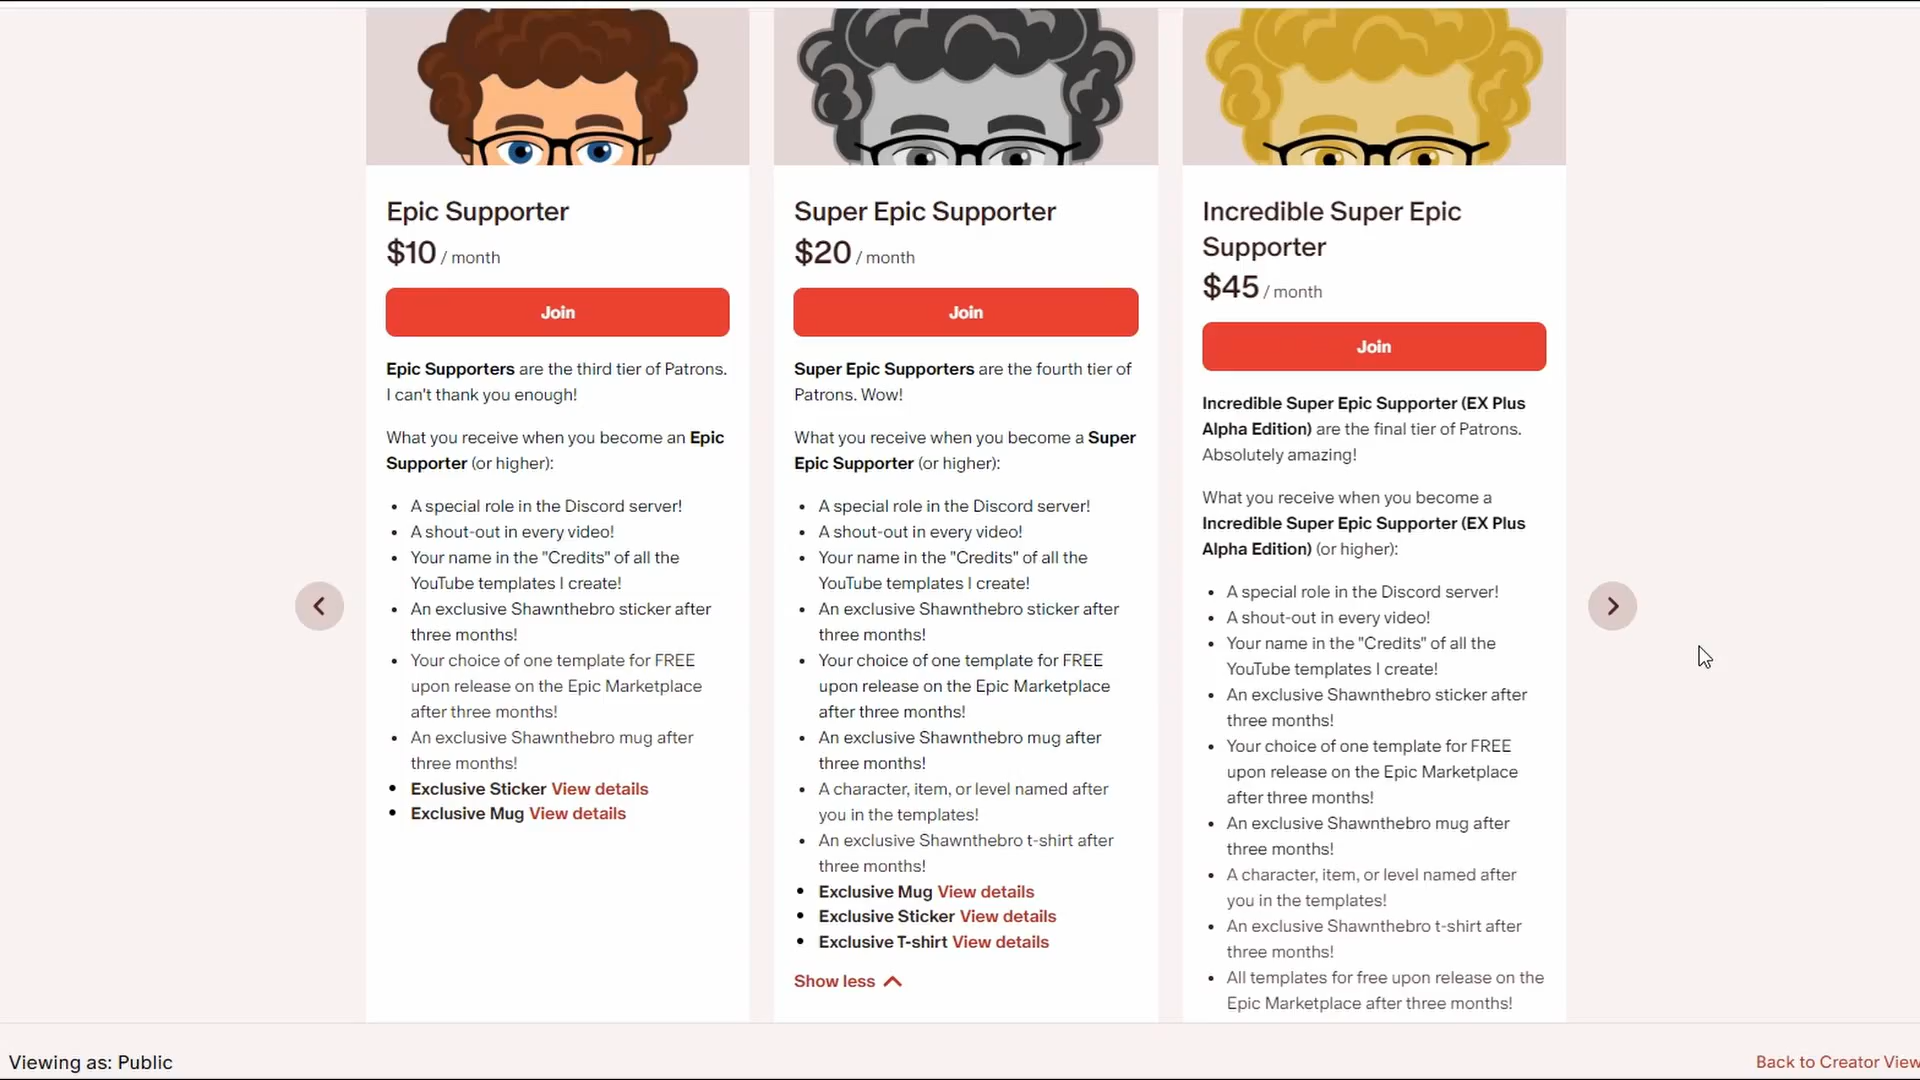 Epic Supporter
$10 / month
Join
Epic Supporters are the third tier of Patrons.
I can't thank you enough!
What you receive when you become an Epic
Supporter (or higher):
• A special role in the Discord server!
• A shout-out in every video!
• Your name in the "Credits" of all the
YouTube templates I create!
• An exclusive Shawnthebro sticker after
three months!
• Your choice of one template for FREE
upon release on the Epic Marketplace
after three months!
• An exclusive Shawnthebro mug after
three months!
• Exclusive Sticker View details
• Exclusive Mug View details
Super Epic Supporter
$20 / month
Join
Super Epic Supporters are the fourth tier of
Patrons. Wow!
What you receive when you become a Super
Epic Supporter (or higher):
• A special role in the Discord server!
• A shout-out in every video!
• Your name in the "Credits" of all the
YouTube templates I create!
• An exclusive Shawnthebro sticker after
three months!
• Your choice of one template for FREE
upon release on the Epic Marketplace
after three months!
• An exclusive Shawnthebro mug after
three months!
• A character, item, or level named after
you in the templates!
• An exclusive Shawnthebro t-shirt after
three months!
• Exclusive Mug View details
• Exclusive Sticker View details
• Exclusive T-shirt View details
Show less
Incredible Super Epic
Supporter
$45 / month
Join
Incredible Super Epic Supporter (EX Plus
Alpha Edition) are the final tier of Patrons.
Absolutely amazing!
What you receive when you become a
Incredible Super Epic Supporter (EX Plus
Alpha Edition) (or higher):
• A special role in the Discord server!
• A shout-out in every video!
• Your name in the "Credits" of all the
YouTube templates I create!
• An exclusive Shawnthebro sticker after
three months!
• Your choice of one template for FREE
upon release on the Epic Marketplace
after three months!
• An exclusive Shawnthebro mug after
three months!
• A character, item, or level named after
you in the templates!
• An exclusive Shawnthebro t-shirt after
three months!
• All templates for free upon release on the
Epic Marketplace after three months!
Viewing as: Public
Back to Creator View